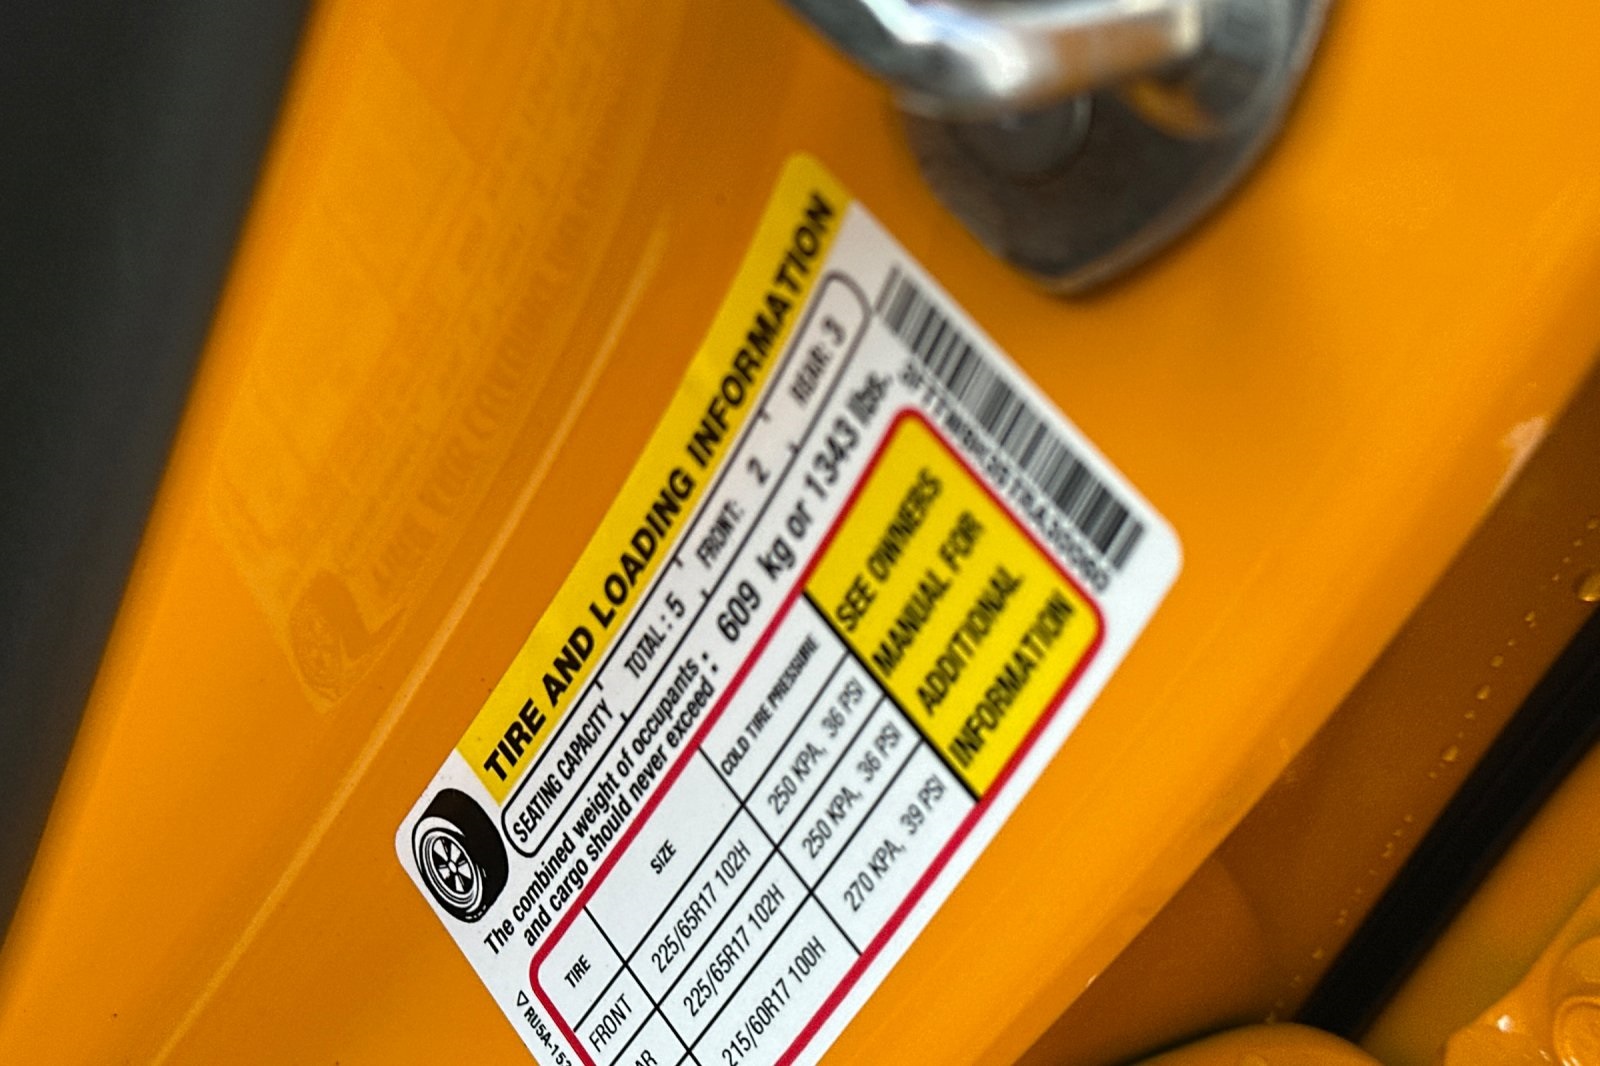 TIRE AND LOADING INFORMATION
SEATING CAPACITY TOTAL: 5 FRONT: 2 REAR: 3
The combined weight of occupants
and cargo should never exceed : 609 kg or 1343 lbs.
TIRE SIZE COLD TIRE PRESSURE
FRONT 225/65R17 102H 250 KPA, 36 PSI
225/65R17 102H 250 KPA, 36 PSI
215/60R17 100H 270 KPA, 39 PSI
SEE OWNERS
MANUAL FOR
ADDITIONAL
INFORMATION